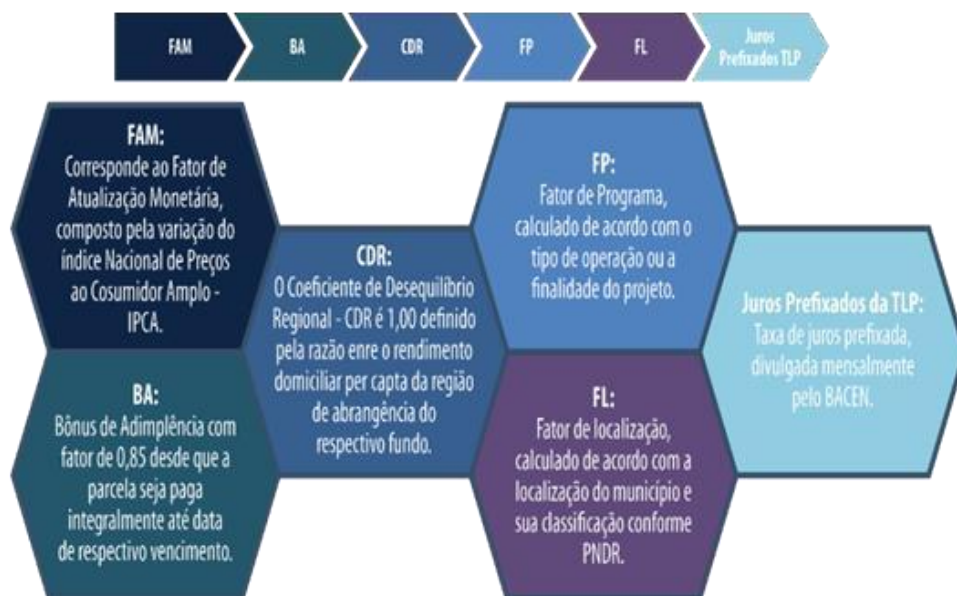 FAM
BA
CDR
FP
FL
Juros
Prefixados TLP
FAM:
Corresponde ao Fator de
Atualização Monetária,
composto pela variação do
índice Nacional de Preços
ao Cosumidor Amplo -
IPCA.
BA:
Bônus de Adimplência com
fator de 0,85 desde que a
parcela seja paga
integralmente até data
de respectivo vencimento.
CDR:
O Coeficiente de Desequilíbrio
Regional - CDR é 1,00 definido
pela razão enre o rendimento
domiciliar per capta da região
de abrangência do
respectivo fundo.
FP:
Fator de Programa,
calculado de acordo com o
tipo de operação ou a
finalidade do projeto.
FL:
Fator de localização,
calculado de acordo com a
localização do município e
sua classificação conforme
PNDR.
Juros Prefixados da TLP:
Taxa de juros prefixada,
divulgada mensalmente
pelo BACEN.